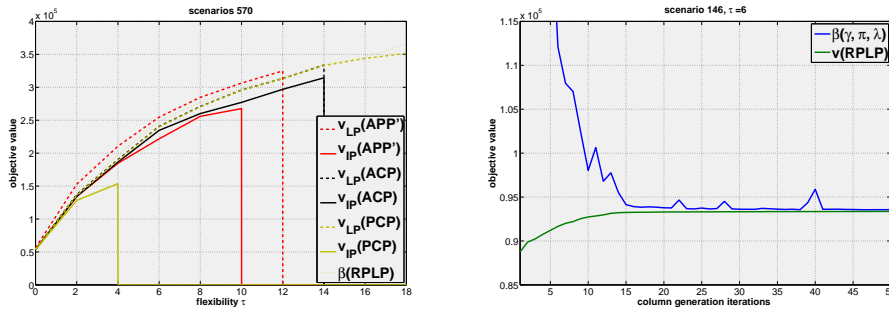 scenarios 570
x 10^5
objective value
4
3.5
3
2.5
2
1.5
1
0.5
0
0 2 4 6 8 10 12 14 16 18
flexibility τ
v_LP(APP')
v_IP(APP')
v_LP(ACP)
v_IP(ACP)
v_LP(PCP)
v_IP(PCP)
β(RPLP)
scenario 146, τ =6
x 10^5
objective value
1.15
1.1
1.05
1
0.95
0.9
0.85
5 10 15 20 25 30 35 40 45 50
column generation iterations
β(γ, π, λ)
v(RPLP)